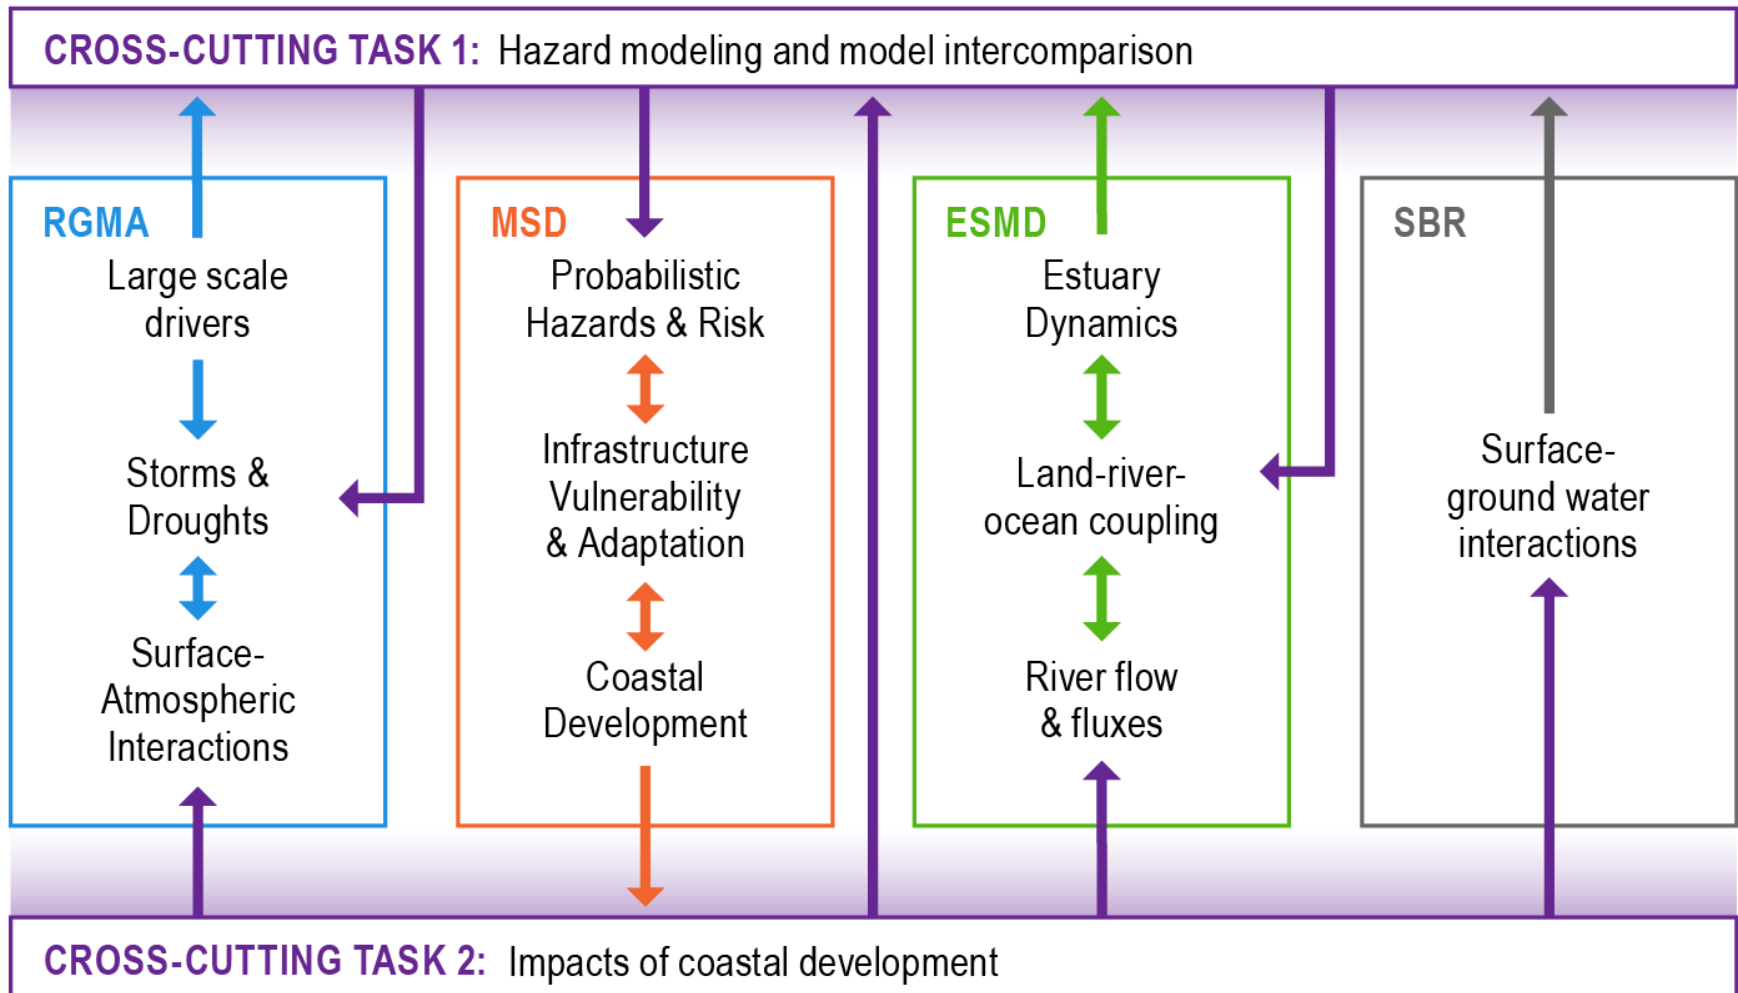 CROSS-CUTTING TASK 1: Hazard modeling and model intercomparison
RGMA
Large scale
drivers
Storms &
Droughts
Surface-
Atmospheric
Interactions
MSD
Probabilistic
Hazards & Risk
Infrastructure
Vulnerability
& Adaptation
Coastal
Development
ESMD
Estuary
Dynamics
Land-river-
ocean coupling
River flow
& fluxes
SBR
Surface-
ground water
interactions
CROSS-CUTTING TASK 2: Impacts of coastal development